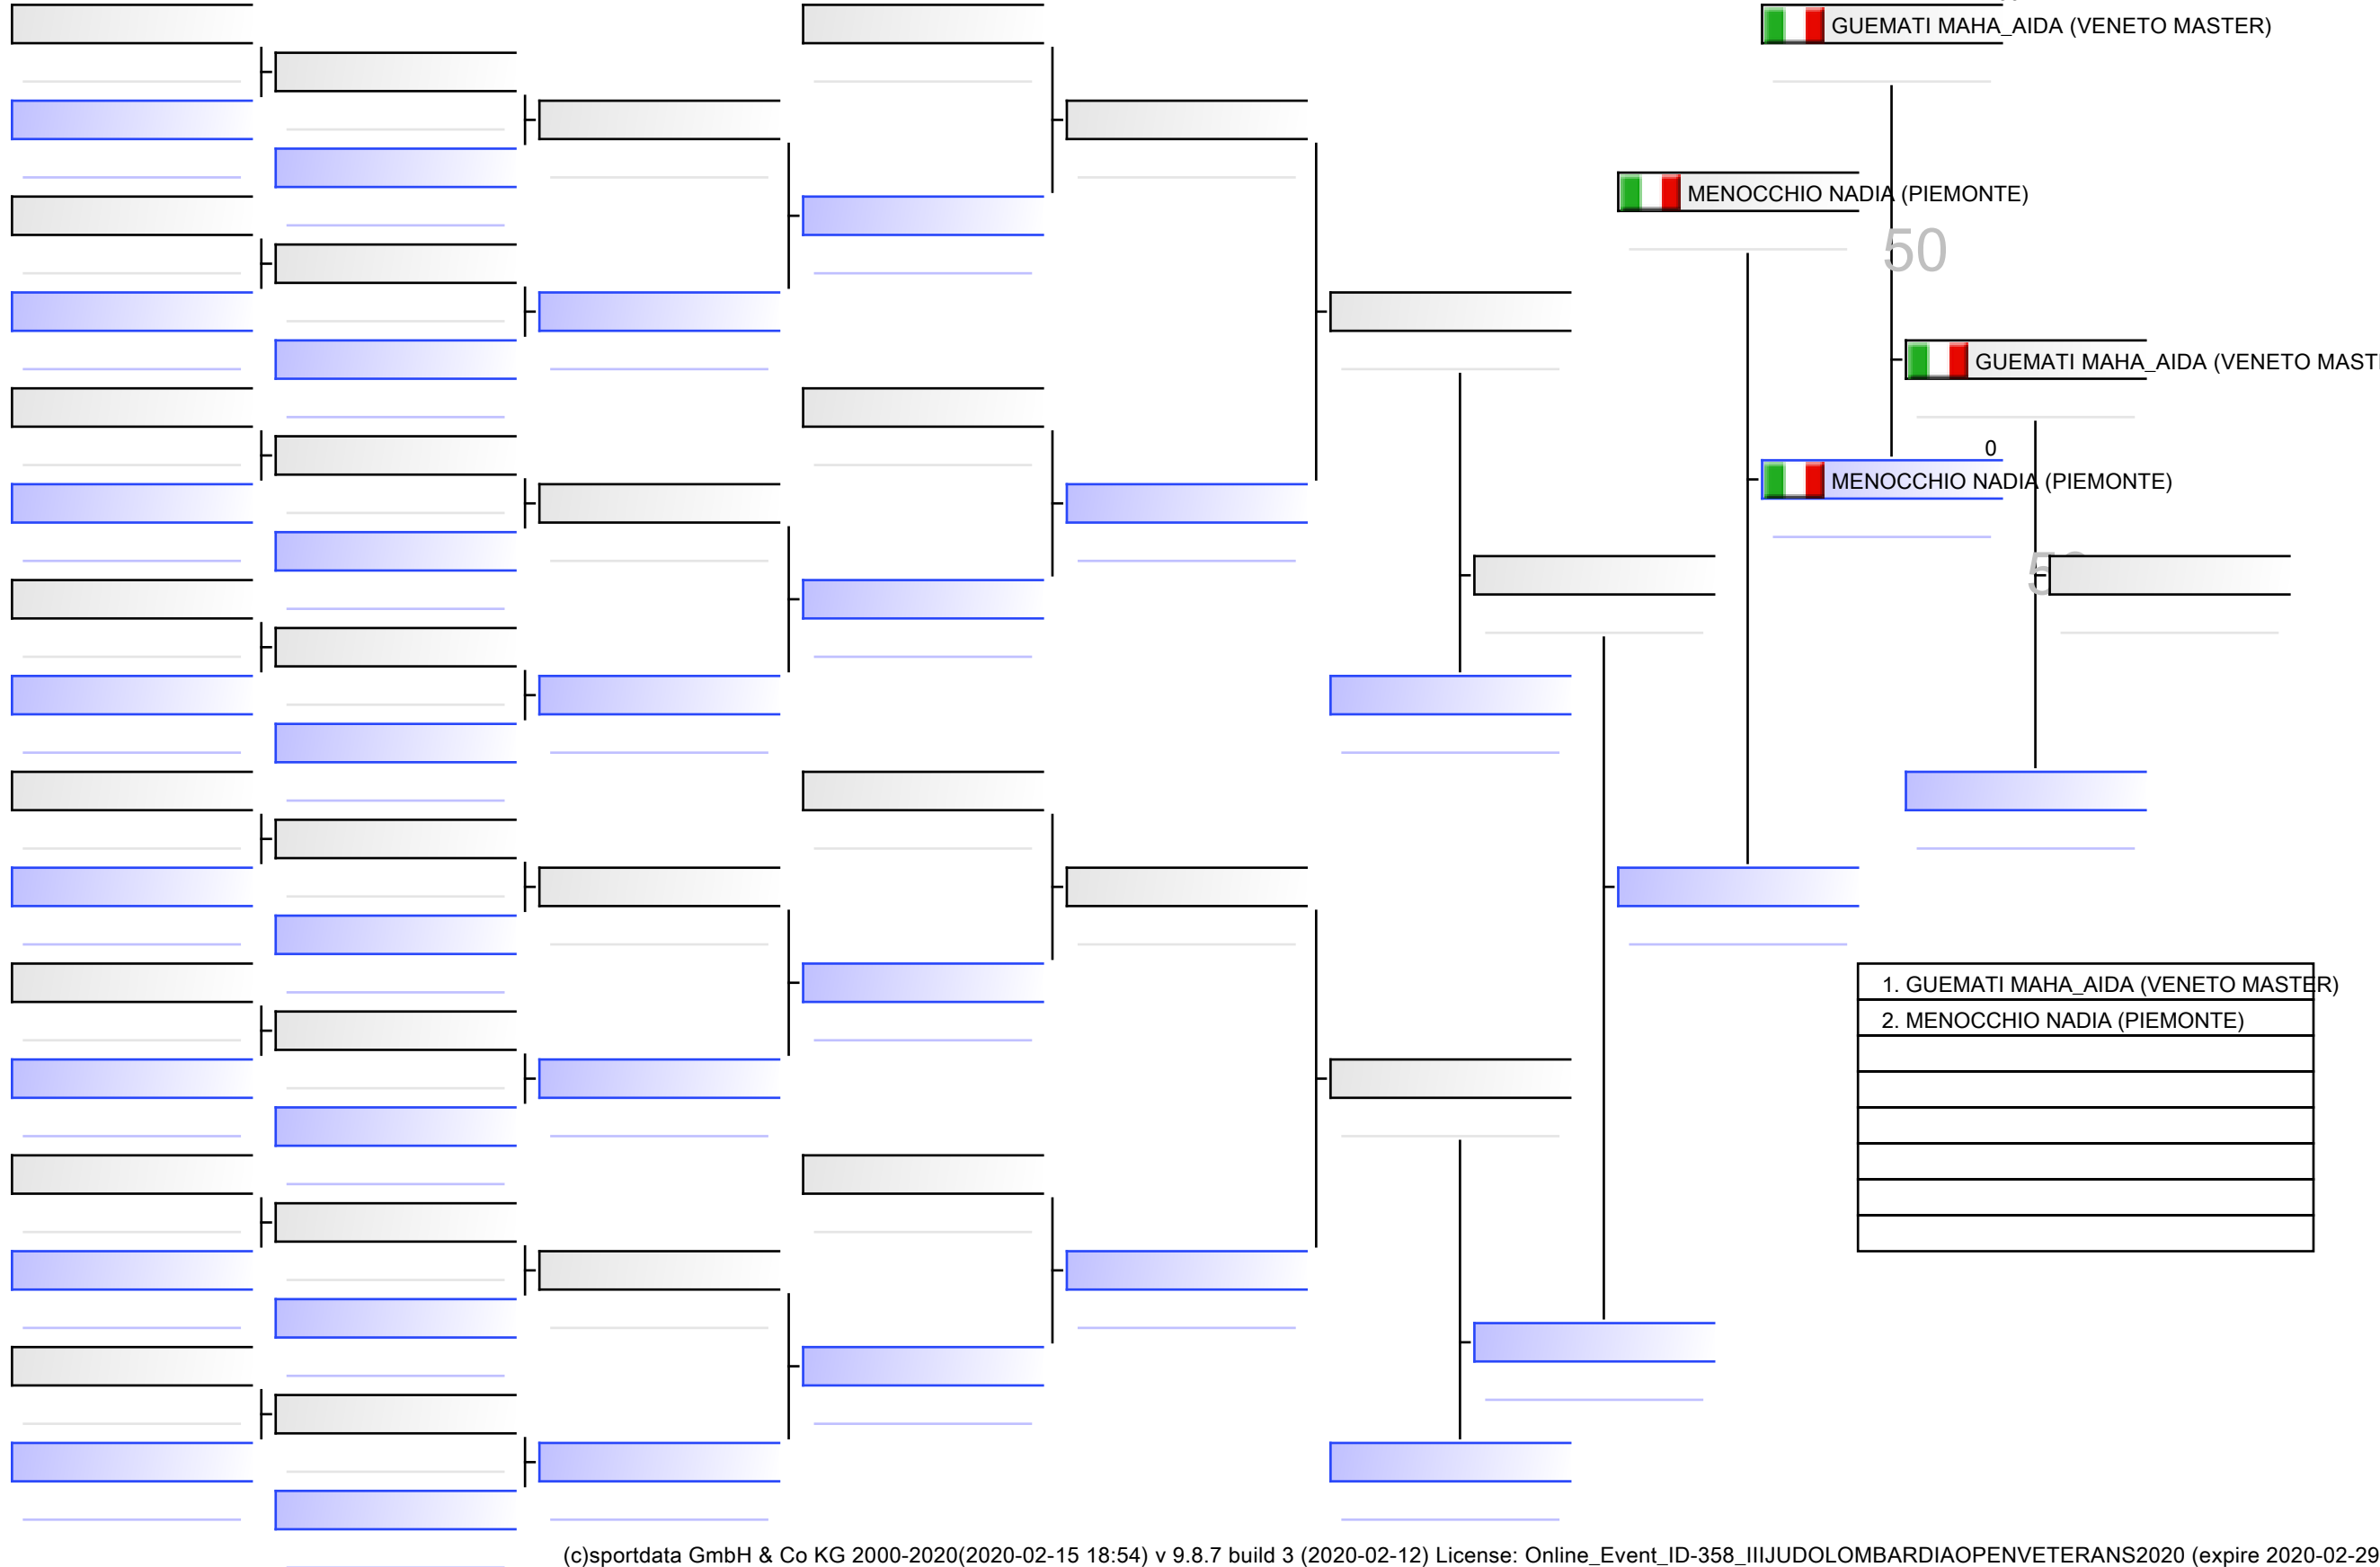 GUEMATI MAHA_AIDA (VENETO MASTER)
MENOCCHIO NADIA (PIEMONTE)
50
GUEMATI MAHA_AIDA (VENETO
0
MENOCCHIO NADIA (PIEMONTE)
1. GUEMATI MAHA_AIDA (VENETO MASTER)
2. MENOCCHIO NADIA (PIEMONTE)
(c)sportdata GmbH & Co KG 2000-2020(2020-02-15 18:54) v 9.8.7 build 3 (2020-02-12) License: Online_Event_ID-358_IIIJUDOLOMBARDIAOPENVETERANS2020 (expire 2020-02-20